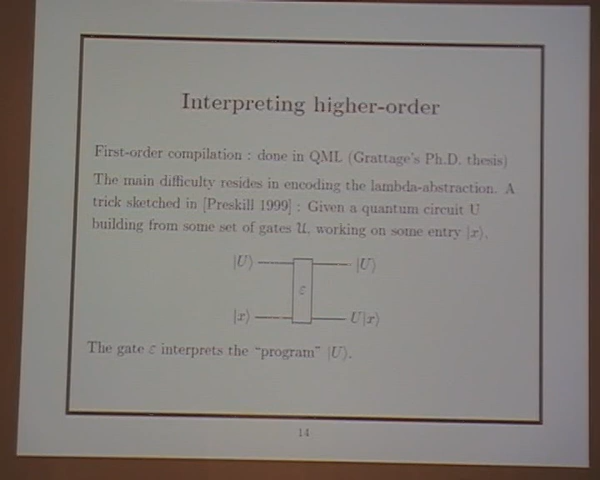 Interpreting higher-order
First-order compilation : done in QML (Grattage's Ph.D. thesis)
The main difficulty resides in encoding the lambda-abstraction. A
trick sketched in [Preskill 1999] : Given a quantum circuit U
building from some set of gates 𝒰, working on some entry |x⟩.
|U⟩ |U⟩
ε
|x⟩ U|x⟩
The gate ε interprets the “program” |U⟩.
14